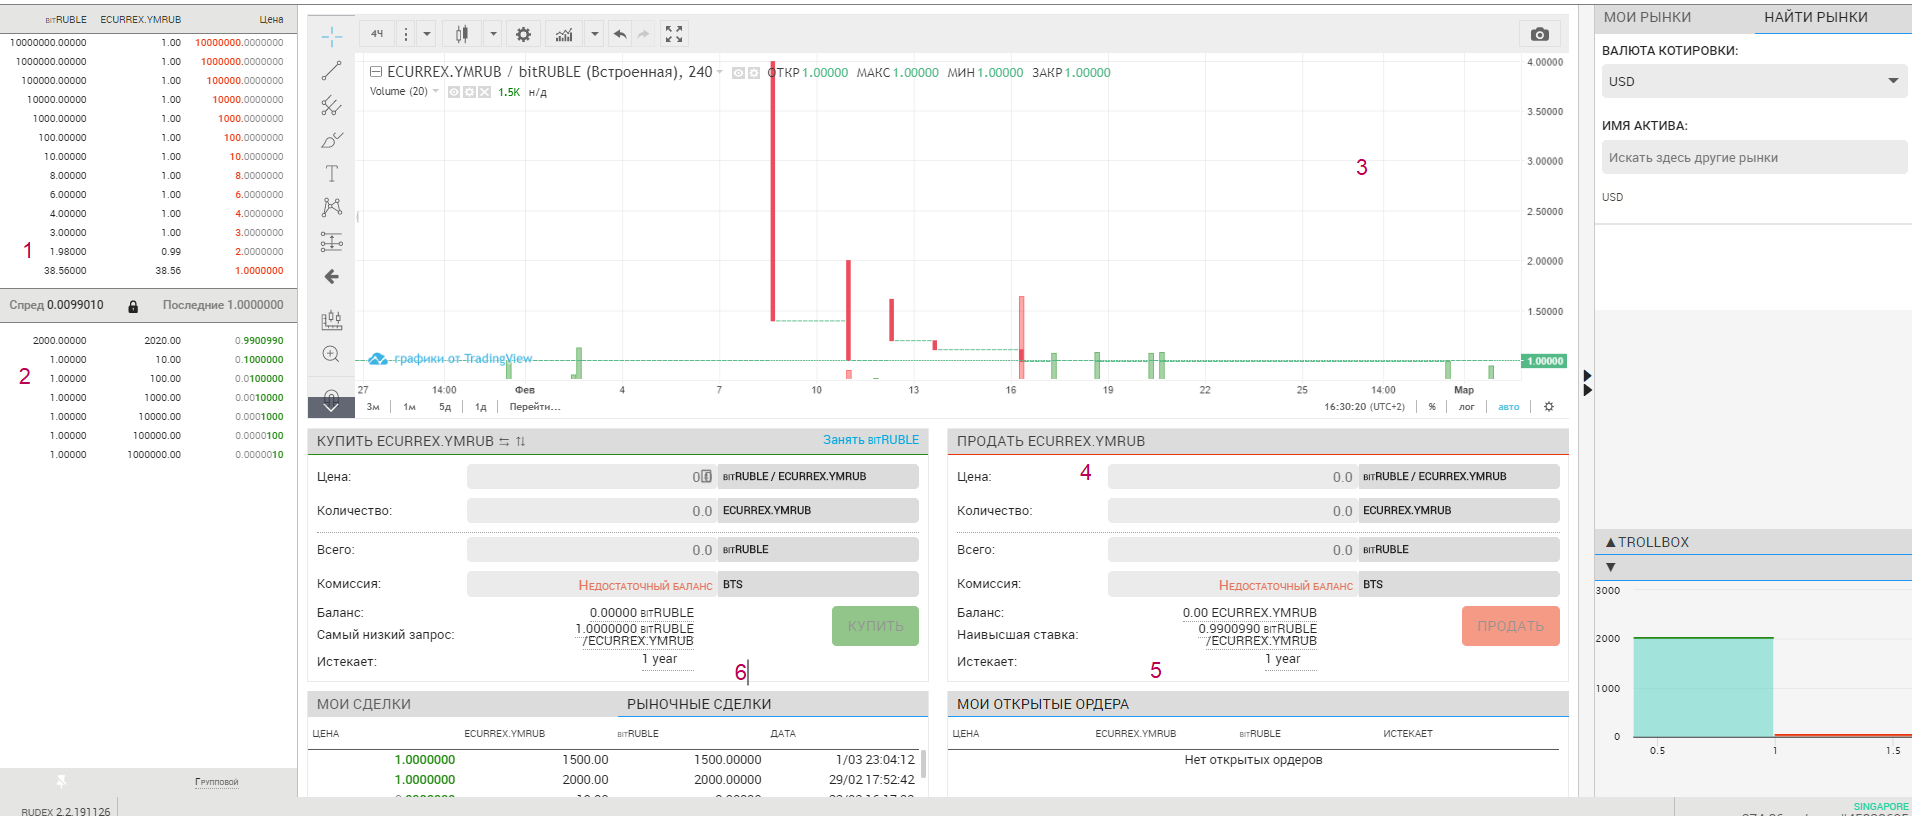 BITRUBLE ECURREX.YMRUB Цена
10000000.00000 1.00 10000000.0000000
1000000.00000 1.00 1000000.0000000
100000.00000 1.00 100000.0000000
10000.00000 1.00 10000.0000000
1000.00000 1.00 1000.0000000
100.00000 1.00 100.0000000
10.00000 1.00 10.0000000
8.00000 1.00 8.0000000
6.00000 1.00 6.0000000
4.00000 1.00 4.0000000
3.00000 1.00 3.0000000
1 1.98000 0.99 2.0000000
38.56000 38.56 1.0000000
Спред 0.0099010 Последние 1.0000000
2000.00000 2020.00 0.9900990
1.00000 10.00 0.1000000
2 1.00000 100.00 0.0100000
1.00000 1000.00 0.0010000
1.00000 10000.00 0.0001000
1.00000 100000.00 0.0000100
1.00000 1000000.00 0.0000010
Групповой
RUDEX 2.2.191126
4Ч
ECURREX.YMRUB / bitRUBLE (Встроенная), 240 ОТКР 1.00000 МАКС 1.00000 МИН 1.00000 ЗАКР 1.00000
Volume (20) 1.5K н/д
T
3
4.00000
3.50000
3.00000
2.50000
2.00000
1.50000
1.00000
графики от TradingView
27 14:00 Фев 4 7 10 13 16 19 22 25 14:00 Мар
3м 1м 5д 1д Перейти... 16:30:20 (UTC+2) % лог авто
КУПИТЬ ECURREX.YMRUB ⇆ ⇅ Занять BITRUBLE
Цена: BITRUBLE / ECURREX.YMRUB
Количество: 0.0 ECURREX.YMRUB
Всего: 0.0 BITRUBLE
Комиссия: Недостаточный баланс BTS
Баланс: 0.00000 BITRUBLE
КУПИТЬ
Самый низкий запрос: 1.0000000 BITRUBLE
/ECURREX.YMRUB
Истекает: 1 year
6
ПРОДАТЬ ECURREX.YMRUB
Цена: 4 0.0 BITRUBLE / ECURREX.YMRUB
Количество: 0.0 ECURREX.YMRUB
Всего: 0.0 BITRUBLE
Комиссия: Недостаточный баланс BTS
Баланс: 0.00 ECURREX.YMRUB
ПРОДАТЬ
Наивысшая ставка: 0.9900990 BITRUBLE
/ECURREX.YMRUB
Истекает: 1 year
5
МОИ СДЕЛКИ РЫНОЧНЫЕ СДЕЛКИ
ЦЕНА ECURREX.YMRUB BITRUBLE ДАТА
1.0000000 1500.00 1500.00000 1/03 23:04:12
1.0000000 2000.00 2000.00000 29/02 17:52:42
МОИ ОТКРЫТЫЕ ОРДЕРА
ЦЕНА ECURREX.YMRUB BITRUBLE ИСТЕКАЕТ
Нет открытых ордеров
МОИ РЫНКИ НАЙТИ РЫНКИ
ВАЛЮТА КОТИРОВКИ:
USD
ИМЯ АКТИВА:
Искать здесь другие рынки
USD
▲TROLLBOX
▼
3000
2000
1000
0
0.5 1 1.5
SINGAPORE